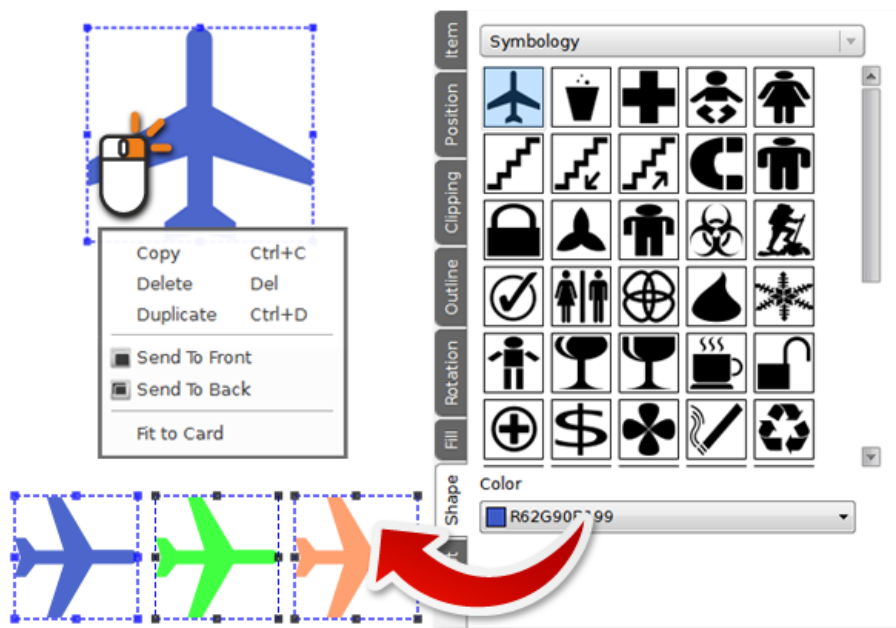 Item
Symbology
Position
Clipping
Outline
Rotation
Fill
Shape
Copy Ctrl+C
Delete Del
Duplicate Ctrl+D
Send To Front
Send To Back
Fit to Card
Color